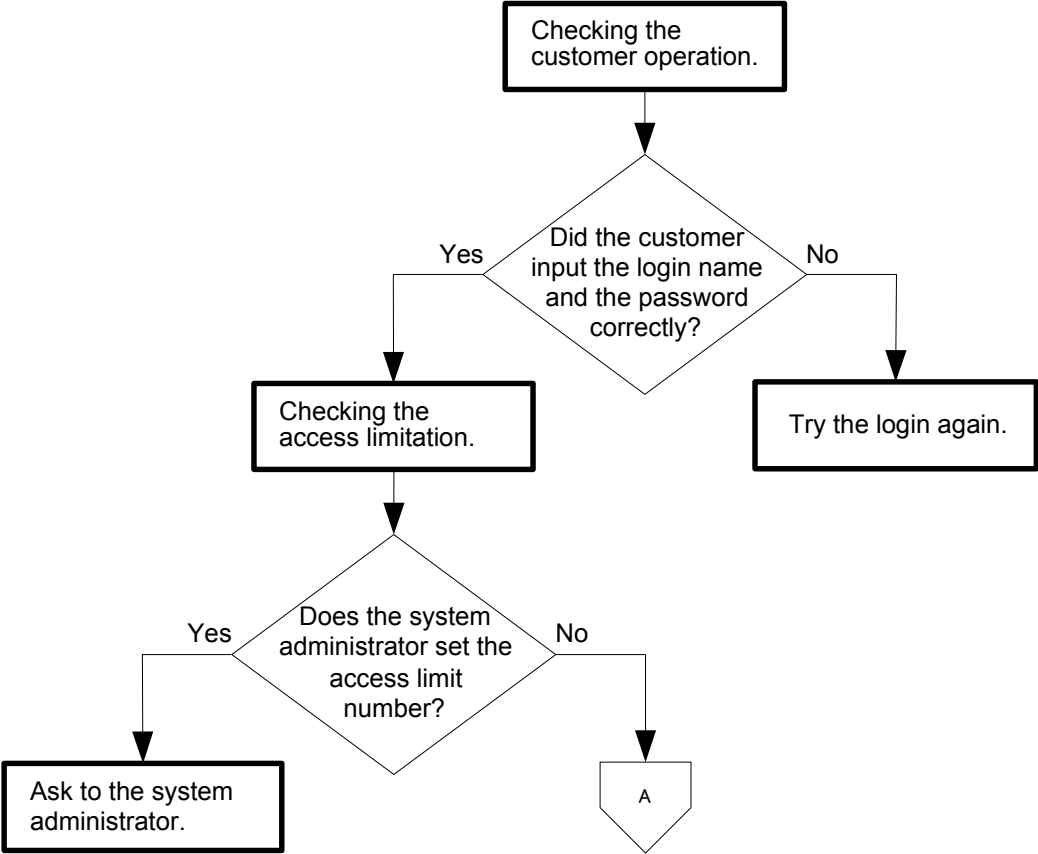 Checking the
customer operation.
Yes
Did the customer
input the login name
and the password
correctly?
No
Checking the
access limitation.
Try the login again.
Yes
Does the system
administrator set the
access limit
number?
No
Ask to the system
administrator.
A